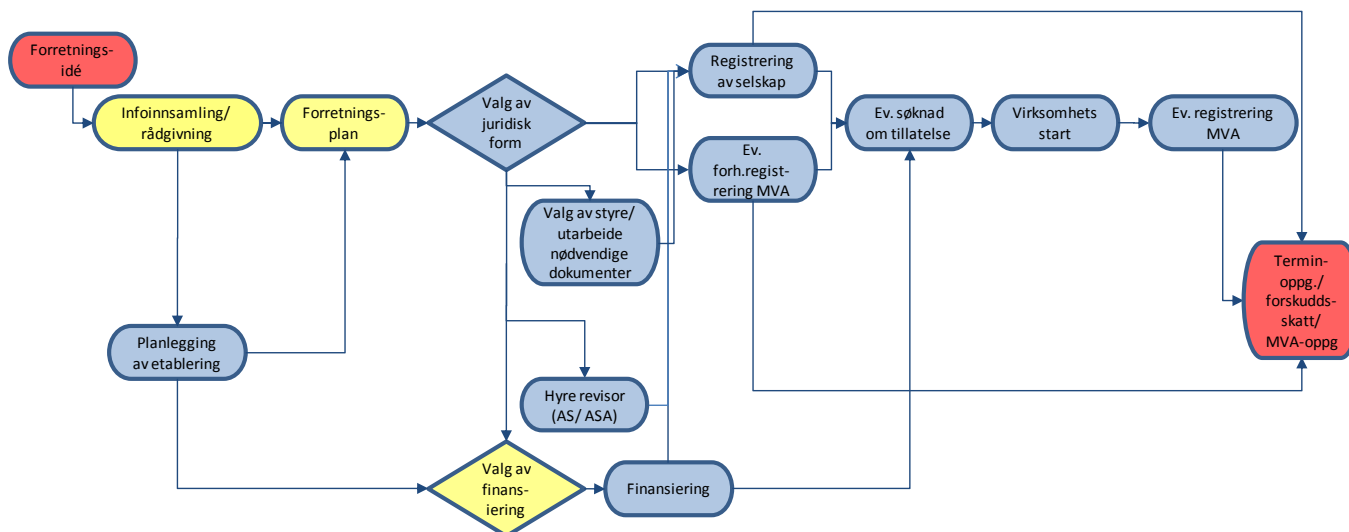 Forretnings-
idé
Infoinnsamling/
rådgivning
Forretnings-
plan
Valg av
juridisk
form
Registrering
av selskap
Ev.
forh.regist-
rering MVA
Ev. søknad
om tillatelse
Virksomhets
start
Ev. registrering
MVA
Valg av styre/
utarbeide
nødvendige
dokumenter
Termin-
oppg./
forskudds-
skatt/
MVA-oppg
Planlegging
av etablering
Hyre revisor
(AS/ ASA)
Valg av
finans-
iering
Finansiering